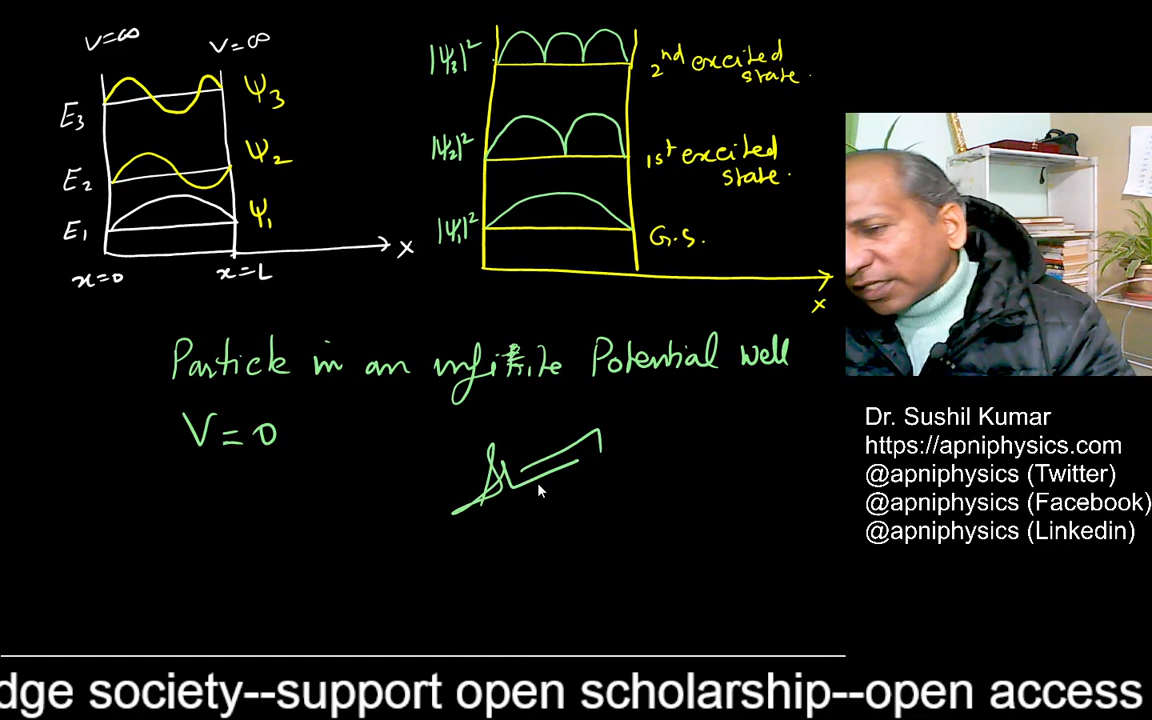 V=∞
V=∞
E3
ψ3
E2
ψ2
E1
ψ1
x=0
x=L
x
|ψ3|²
2nd excited
state.
|ψ2|²
1st excited
state.
|ψ1|²
G.S.
x
Particle in an infinite Potential well
V=0
Dr. Sushil Kumar
https://apniphysics.com
@apniphysics (Twitter)
@apniphysics (Facebook)
@apniphysics (Linkedin)
dge society--support open scholarship--open access